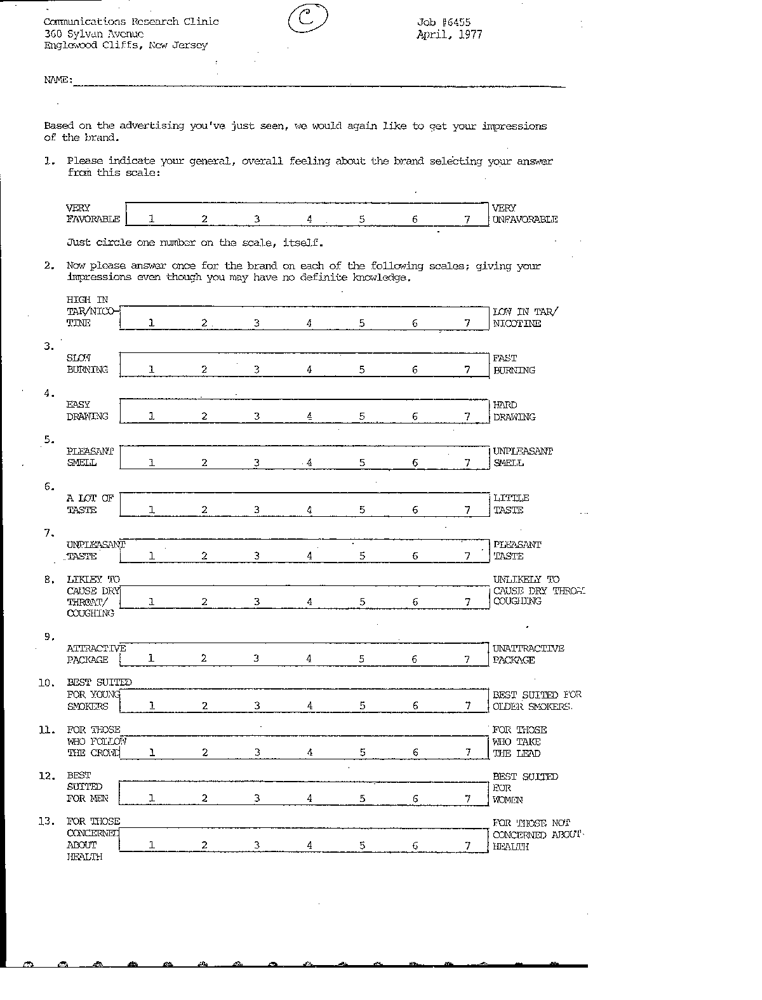 Communications Research Clinic
360 Sylvan Avenue
Englewood Cliffs, New Jersey
C
Job #6455
April, 1977
NAME:
Based on the advertising you've just seen, we would again like to get your impressions
of the brand.
1. Please indicate your general, overall feeling about the brand selecting your answer
from this scale:
VERY FAVORABLE 1 2 3 4 5 6 7 VERY UNFAVORABLE
Just circle one number on the scale, itself.
2. Now please answer once for the brand on each of the following scales; giving your
impressions even though you may have no definite knowledge.
HIGH IN
TAR/NICO-
TINE 1 2 3 4 5 6 7 LOW IN TAR/
NICOTINE
3.
SLOW
BURNING 1 2 3 4 5 6 7 FAST
BURNING
4.
EASY
DRAWING 1 2 3 4 5 6 7 HARD
DRAWING
5.
PLEASANT
SMELL 1 2 3 4 5 6 7 UNPLEASANT
SMELL
6.
A LOT OF
TASTE 1 2 3 4 5 6 7 LITTLE
TASTE
7.
UNPLEASANT
TASTE 1 2 3 4 5 6 7 PLEASANT
TASTE
8. LIKLEY TO
CAUSE DRY
THROAT/
COUGHING 1 2 3 4 5 6 7 UNLIKELY TO
CAUSE DRY THROAT
COUGHING
9.
ATTRACTIVE
PACKAGE 1 2 3 4 5 6 7 UNATTRACTIVE
PACKAGE
10. BEST SUITED
FOR YOUNG
SMOKERS 1 2 3 4 5 6 7 BEST SUITED FOR
OLDER SMOKERS.
11. FOR THOSE
WHO FOLLOW
THE CROWD 1 2 3 4 5 6 7 FOR THOSE
WHO TAKE
THE LEAD
12. BEST
SUITED
FOR MEN 1 2 3 4 5 6 7 BEST SUITED
FOR
WOMEN
13. FOR THOSE
CONCERNED
ABOUT
HEALTH 1 2 3 4 5 6 7 FOR THOSE NOT
CONCERNED ABOUT
HEALTH